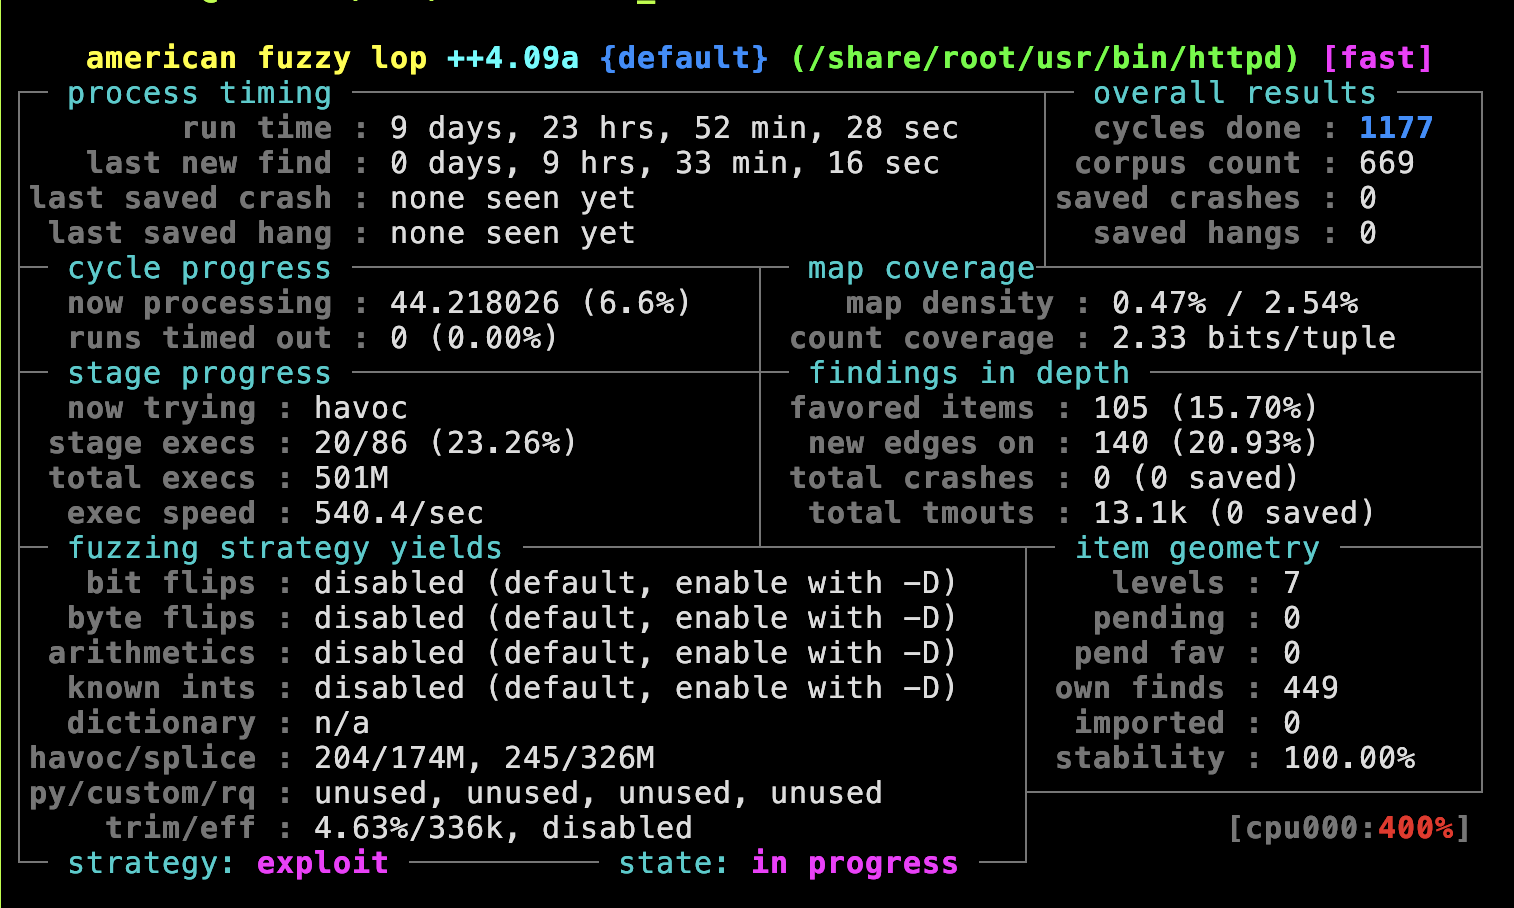 american fuzzy lop ++4.09a {default} (/share/root/usr/bin/httpd) [fast]
process timing
run time : 9 days, 23 hrs, 52 min, 28 sec
last new find : 0 days, 9 hrs, 33 min, 16 sec
last saved crash : none seen yet
last saved hang : none seen yet
overall results
cycles done : 1177
corpus count : 669
saved crashes : 0
saved hangs : 0
cycle progress
now processing : 44.218026 (6.6%)
runs timed out : 0 (0.00%)
map coverage
map density : 0.47% / 2.54%
count coverage : 2.33 bits/tuple
stage progress
now trying : havoc
stage execs : 20/86 (23.26%)
total execs : 501M
exec speed : 540.4/sec
findings in depth
favored items : 105 (15.70%)
new edges on : 140 (20.93%)
total crashes : 0 (0 saved)
total tmouts : 13.1k (0 saved)
fuzzing strategy yields
bit flips : disabled (default, enable with -D)
byte flips : disabled (default, enable with -D)
arithmetics : disabled (default, enable with -D)
known ints : disabled (default, enable with -D)
dictionary : n/a
havoc/splice : 204/174M, 245/326M
py/custom/rq : unused, unused, unused, unused
trim/eff : 4.63%/336k, disabled
item geometry
levels : 7
pending : 0
pend fav : 0
own finds : 449
imported : 0
stability : 100.00%
[cpu000:400%]
strategy: exploit
state: in progress